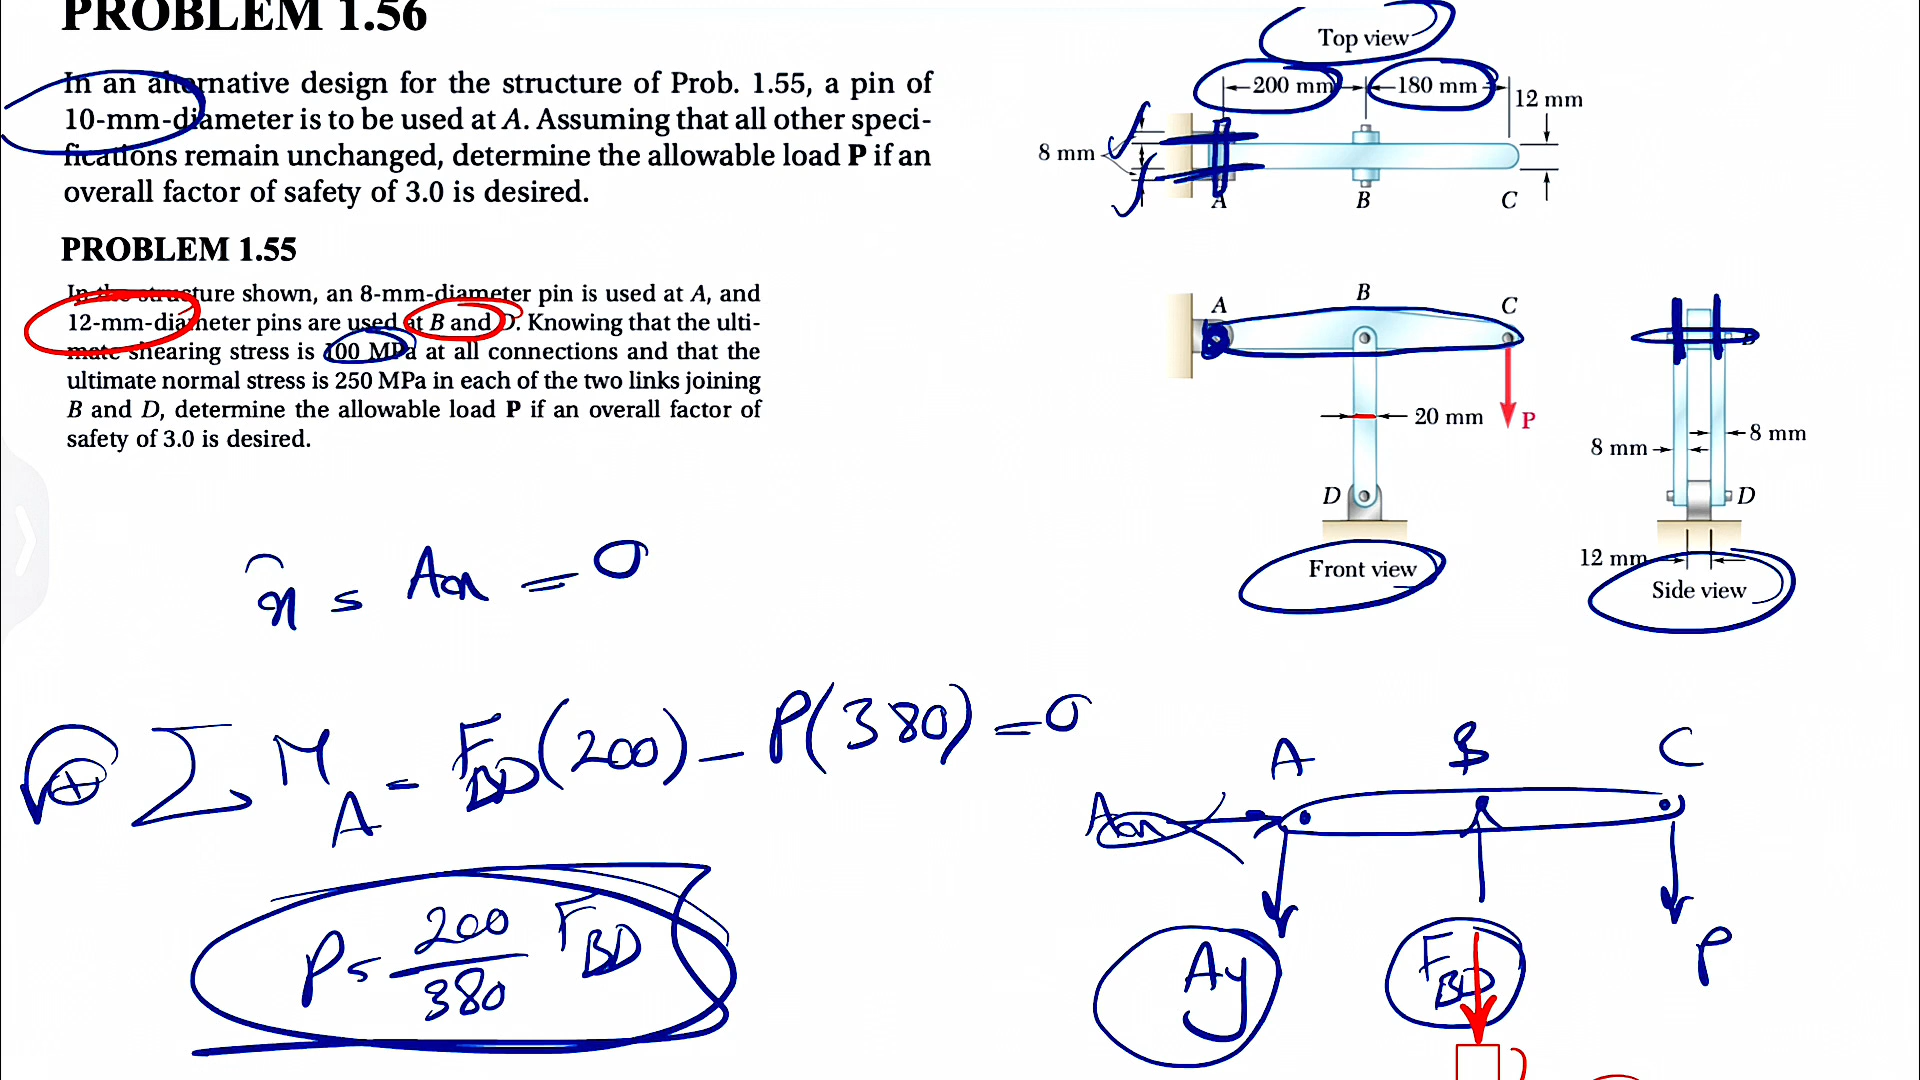 PROBLEM 1.56
In an alternative design for the structure of Prob. 1.55, a pin of
10-mm-diameter is to be used at A. Assuming that all other speci-
fications remain unchanged, determine the allowable load P if an
overall factor of safety of 3.0 is desired.
PROBLEM 1.55
In the structure shown, an 8-mm-diameter pin is used at A, and
12-mm-diameter pins are used at B and D. Knowing that the ulti-
mate shearing stress is 100 MPa at all connections and that the
ultimate normal stress is 250 MPa in each of the two links joining
B and D, determine the allowable load P if an overall factor of
safety of 3.0 is desired.
Top view
200 mm
180 mm
12 mm
8 mm
A
B
C
A
B
C
20 mm
P
D
Front view
B
8 mm
8 mm
D
12 mm
Side view
= 0
∑ M_A = F_BD (200) - P(380) = 0
P = 200/380 F_BD
A
B
C
Ay
F_BD
P